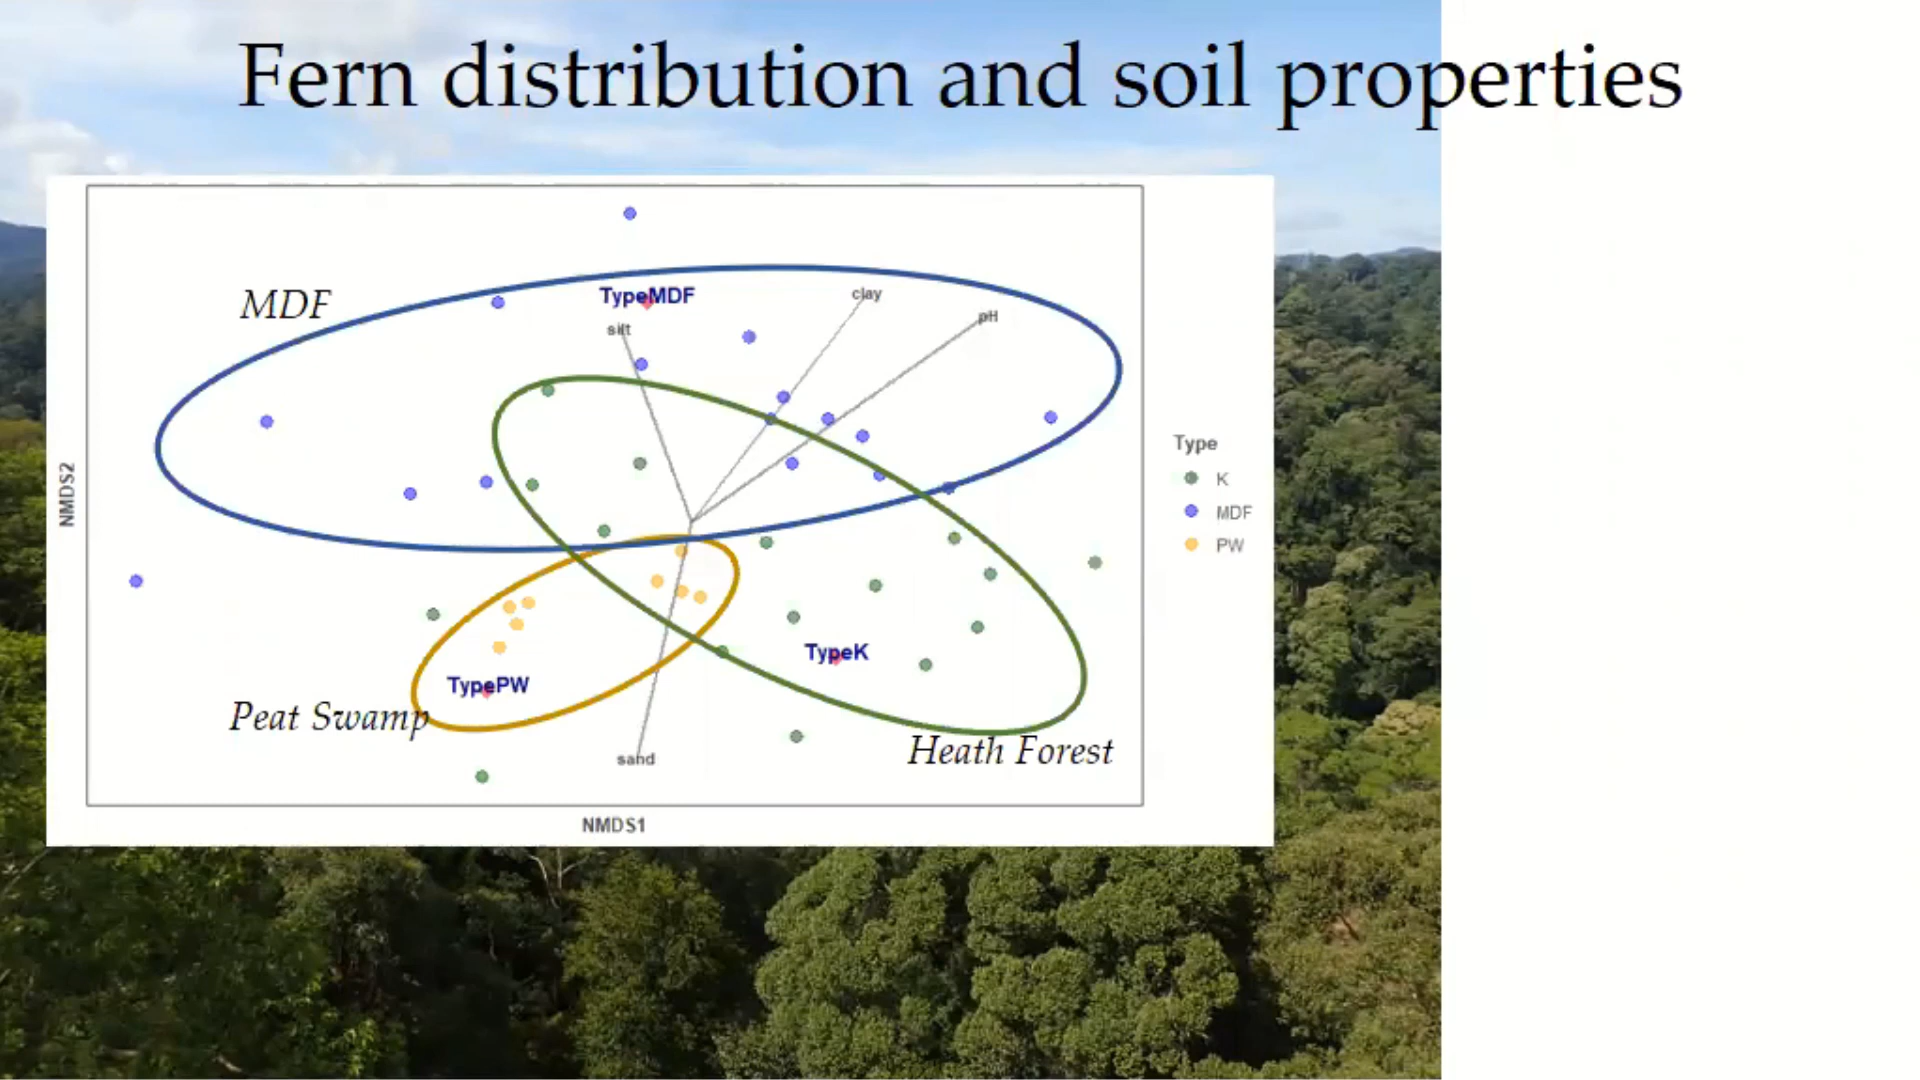 Fern distribution and soil properties
MDF
TypeMDF
clay
silt
pH
NMDS2
Type
K
MDF
PW
TypeK
TypePW
Peat Swamp
Heath Forest
sand
NMDS1